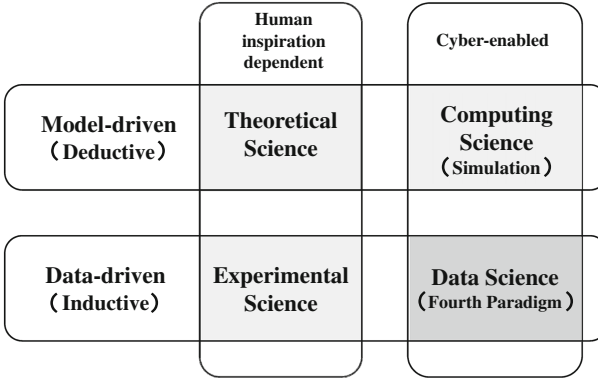 Human
inspiration
dependent
Cyber-enabled
Model-driven
(Deductive)
Theoretical
Science
Computing
Science
(Simulation)
Data-driven
(Inductive)
Experimental
Science
Data Science
(Fourth Paradigm)